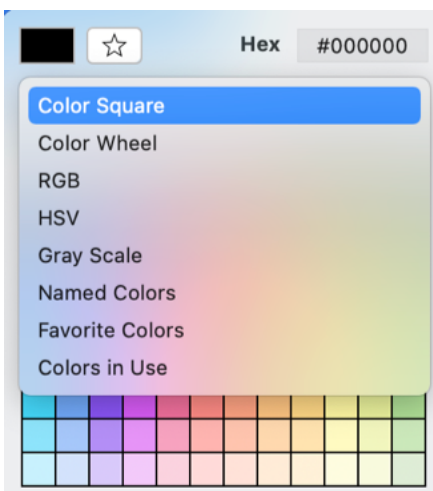 Hex #000000
Color Square
Color Wheel
RGB
HSV
Gray Scale
Named Colors
Favorite Colors
Colors in Use